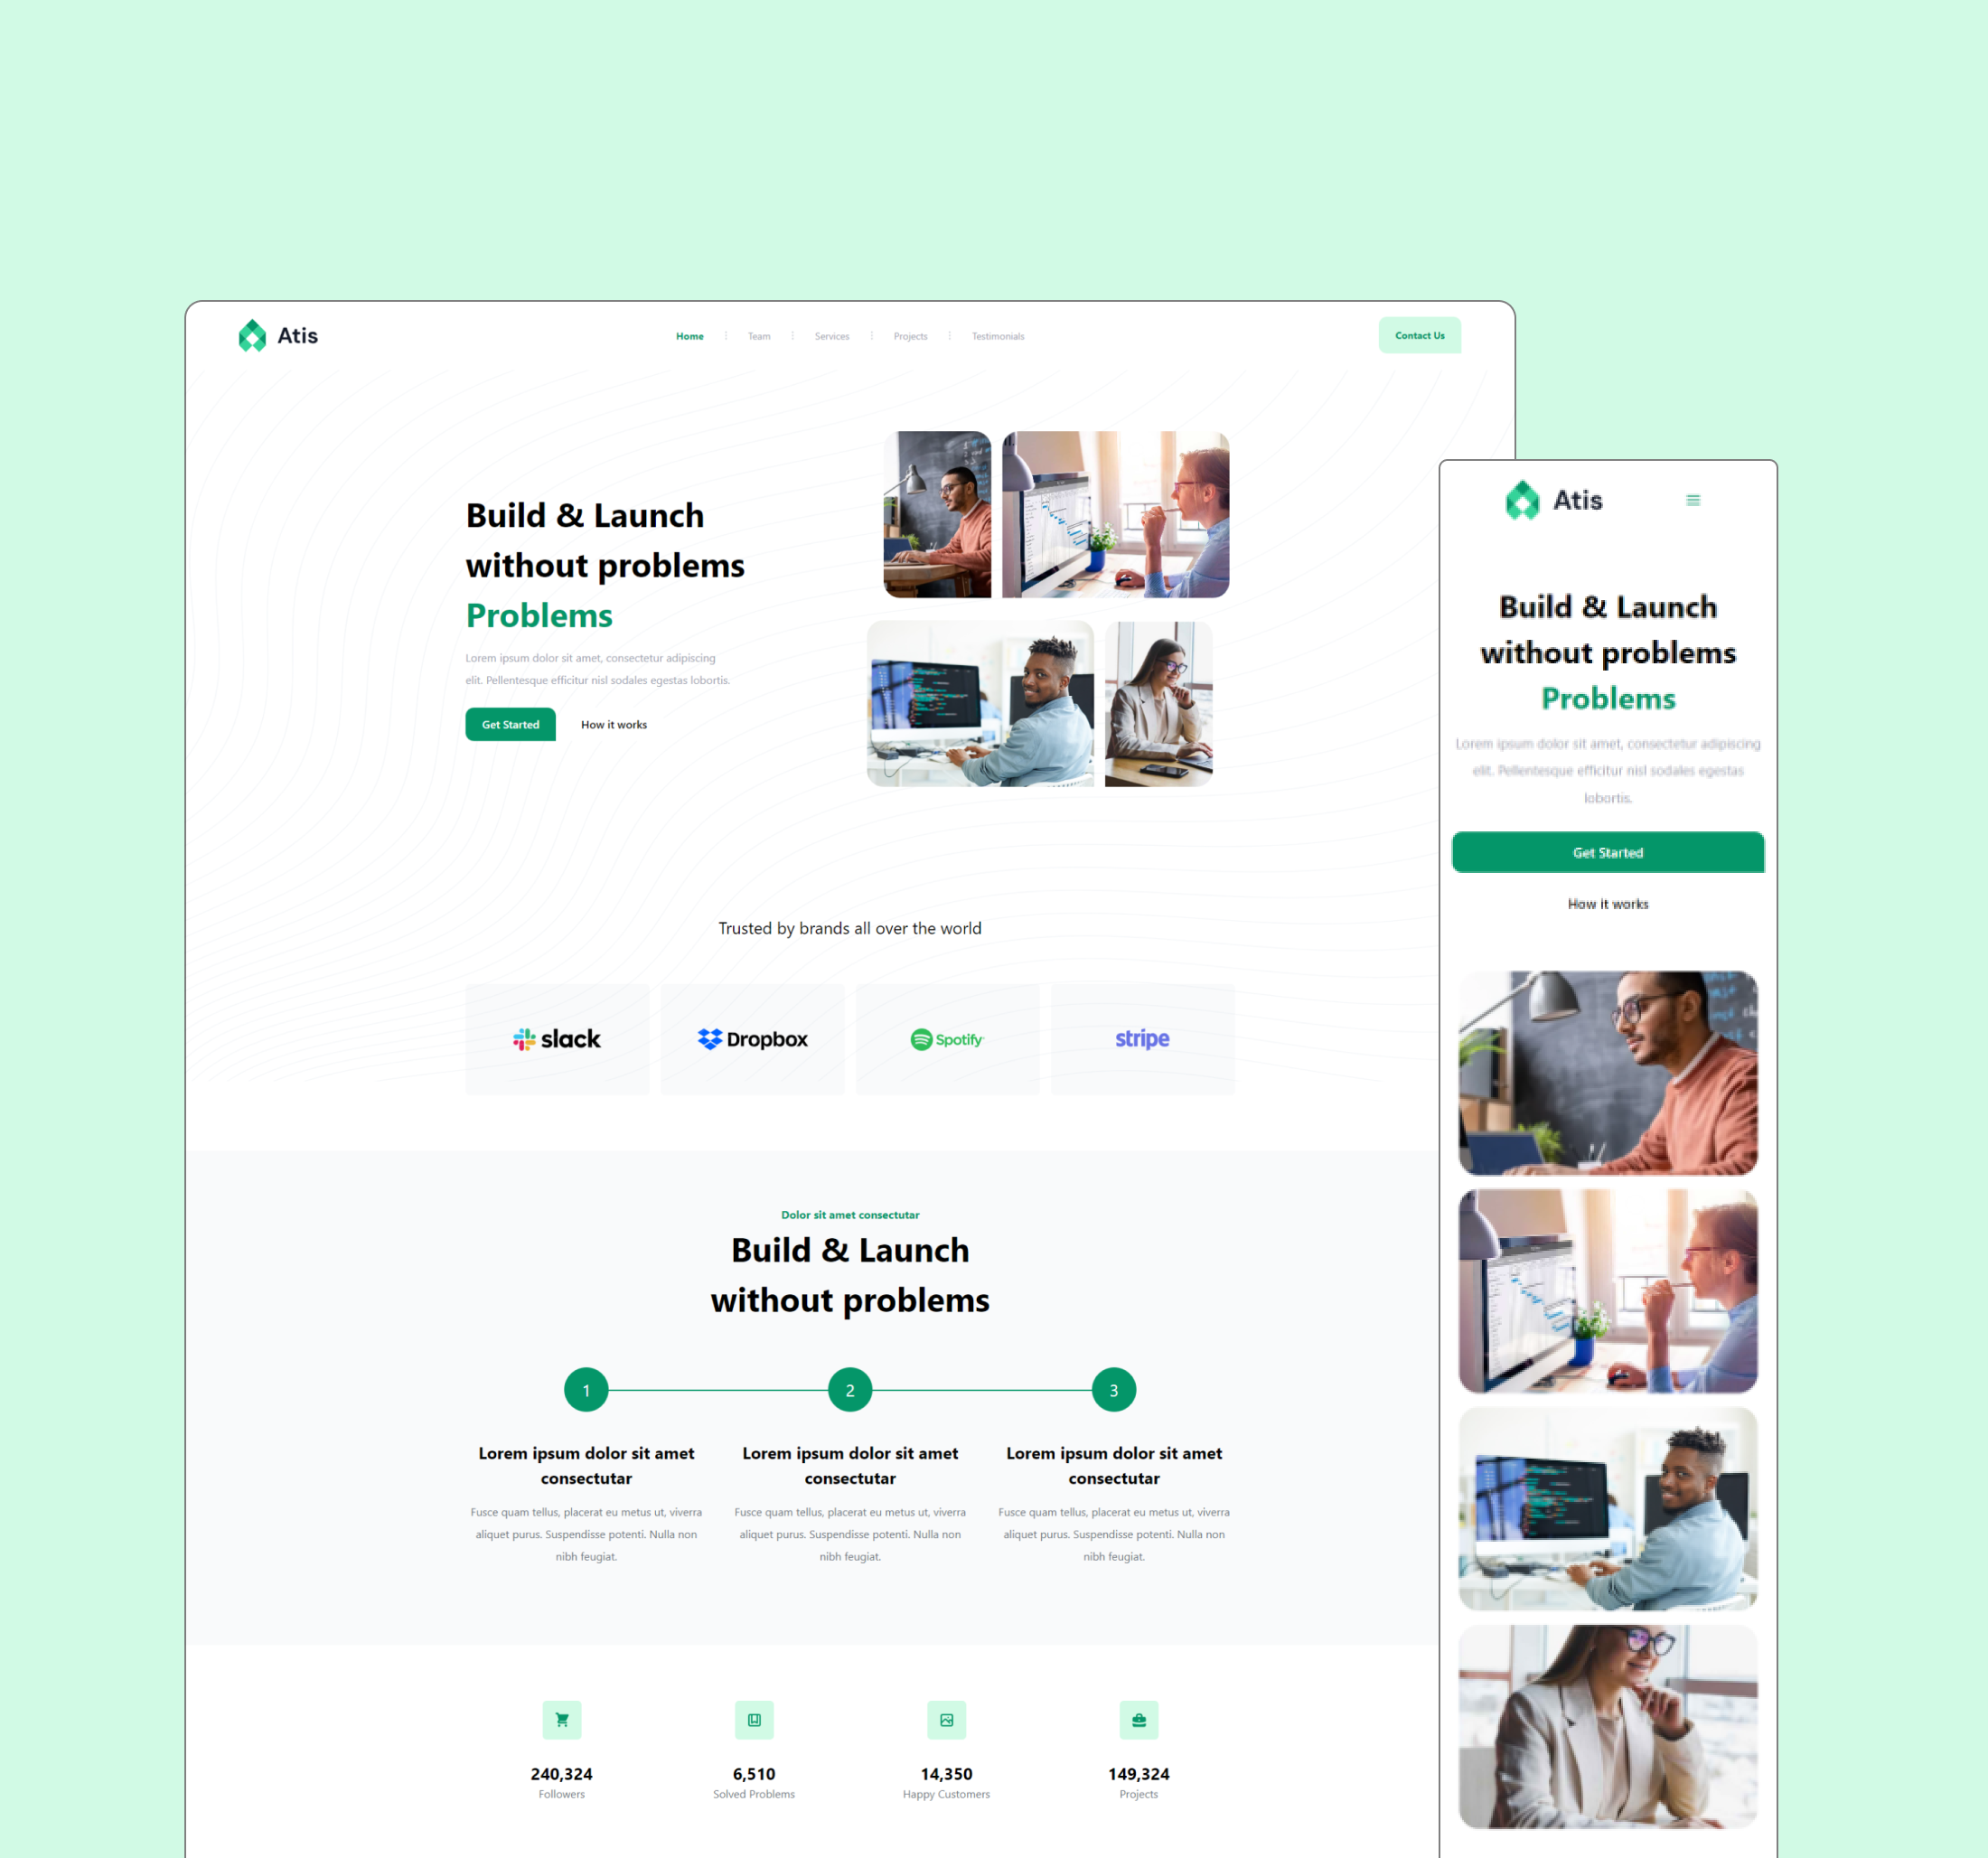 Atis
Home
Team
Services
Projects
Testimonials
Contact Us
Build & Launch
without problems
Problems
Lorem ipsum dolor sit amet, consectetur adipiscing
elit. Pellentesque efficitur nisl sodales egestas lobortis.
Get Started
How it works
Trusted by brands all over the world
slack
Dropbox
Spotify
stripe
Dolor sit amet consectutar
Build & Launch
without problems
1
2
3
Lorem ipsum dolor sit amet
consectutar
Fusce quam tellus, placerat eu metus ut, viverra
aliquet purus. Suspendisse potenti. Nulla non
nibh feugiat.
Lorem ipsum dolor sit amet
consectutar
Fusce quam tellus, placerat eu metus ut, viverra
aliquet purus. Suspendisse potenti. Nulla non
nibh feugiat.
Lorem ipsum dolor sit amet
consectutar
Fusce quam tellus, placerat eu metus ut, viverra
aliquet purus. Suspendisse potenti. Nulla non
nibh feugiat.
240,324
Followers
6,510
Solved Problems
14,350
Happy Customers
149,324
Projects
Atis
Build & Launch
without problems
Problems
Lorem ipsum dolor sit amet, consectetur adipiscing
elit. Pellentesque efficitur nisl sodales egestas
lobortis.
Get Started
How it works